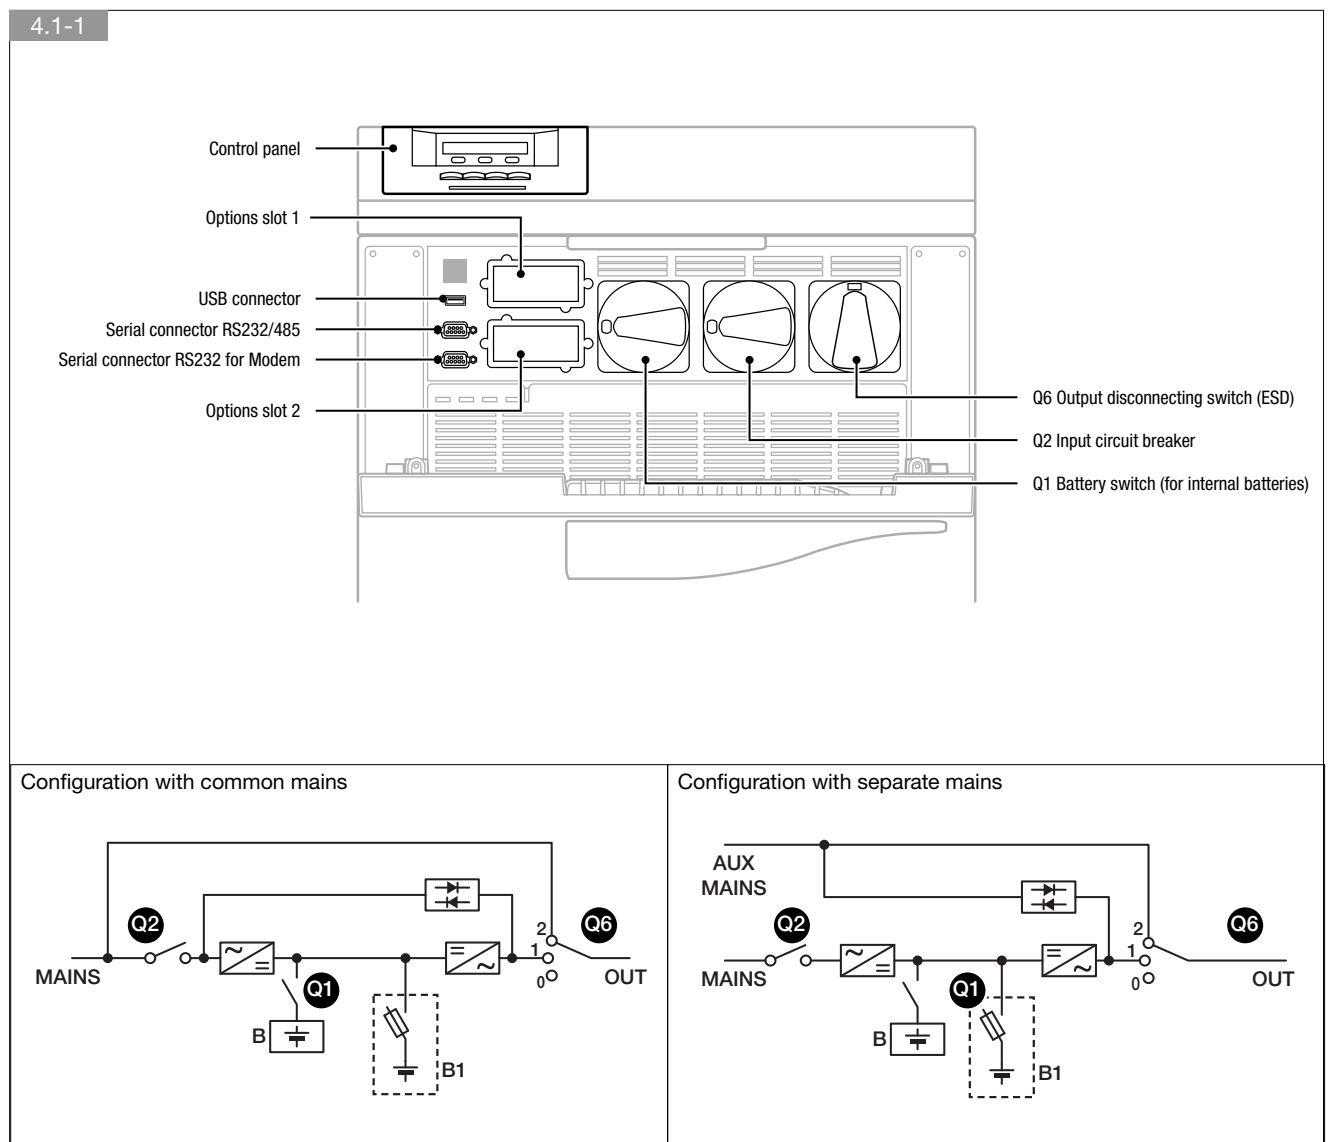 4.1-1
Control panel
Options slot 1
USB connector
Serial connector RS232/485
Serial connector RS232 for Modem
Options slot 2
Q6 Output disconnecting switch (ESD)
Q2 Input circuit breaker
Q1 Battery switch (for internal batteries)
Configuration with common mains
Q2
2
Q6
1
MAINS
0
OUT
Q1
B
B1
Configuration with separate mains
AUX
MAINS
Q2
2
Q6
1
MAINS
0
OUT
Q1
B
B1